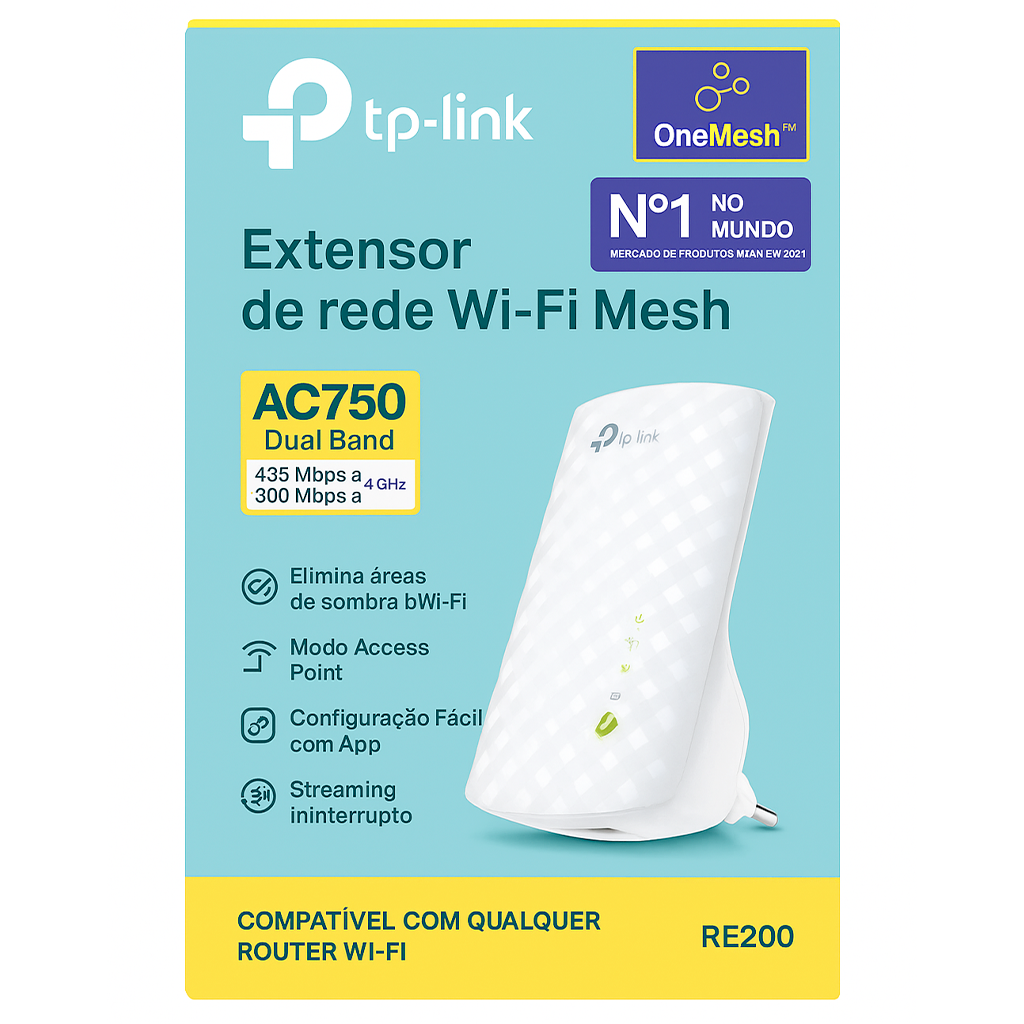 tp-link
OneMesh FM
Nº1 NO MUNDO
MERCADO DE FRODUTOS EW 2021
Extensor
de rede Wi-Fi Mesh
AC750
Dual Band
435 Mbps a
4 GHz
300 Mbps a
lp link
Elimina áreas
de sombra bWi-Fi
Modo Access
Point
Configuração Fácil
com App
Streaming
ininterrupto
COMPATÍVEL COM QUALQUER
ROUTER WI-FI
RE200